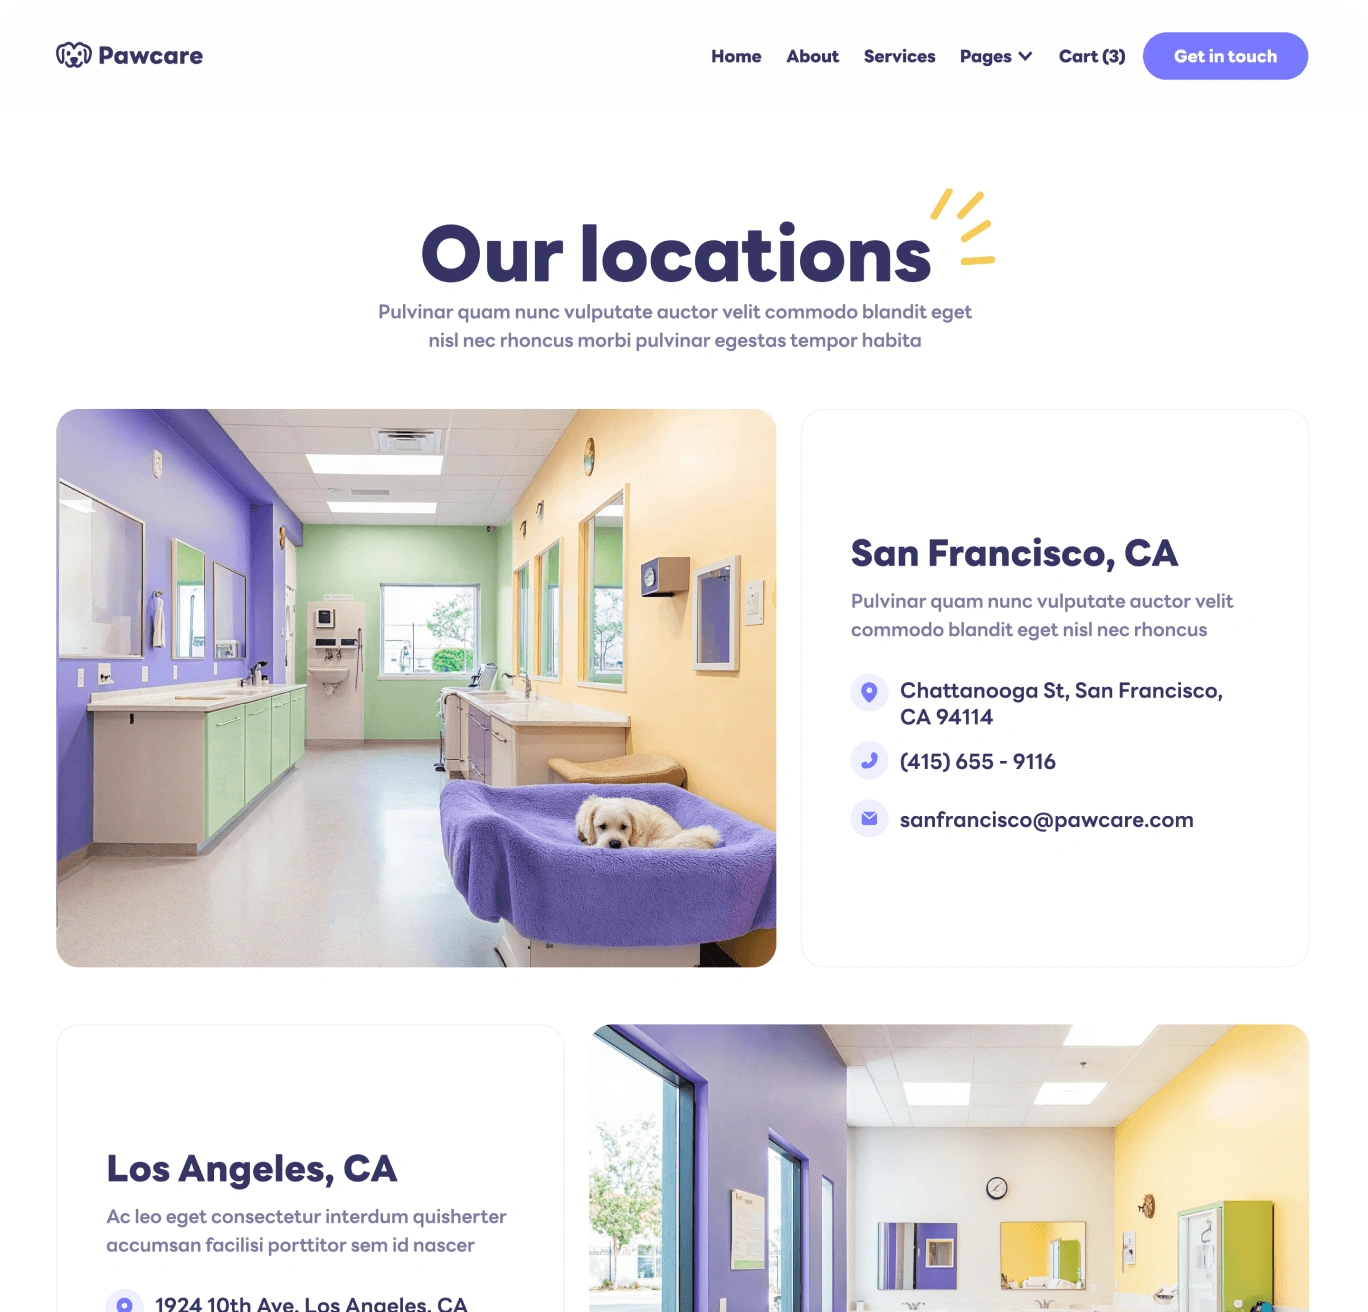 Pawcare
Home
About
Services
Pages
Cart (3)
Get in touch
Our locations
Pulvinar quam nunc vulputate auctor velit commodo blandit eget
nisl nec rhoncus morbi pulvinar egestas tempor habita
San Francisco, CA
Pulvinar quam nunc vulputate auctor velit
commodo blandit eget nisl nec rhoncus
Chattanooga St, San Francisco,
CA 94114
(415) 655 - 9116
sanfrancisco@pawcare.com
Los Angeles, CA
Ac leo eget consectetur interdum quisherter
accumsan facilisi porttitor sem id nascer
1924 10th Ave, Los Angeles, CA